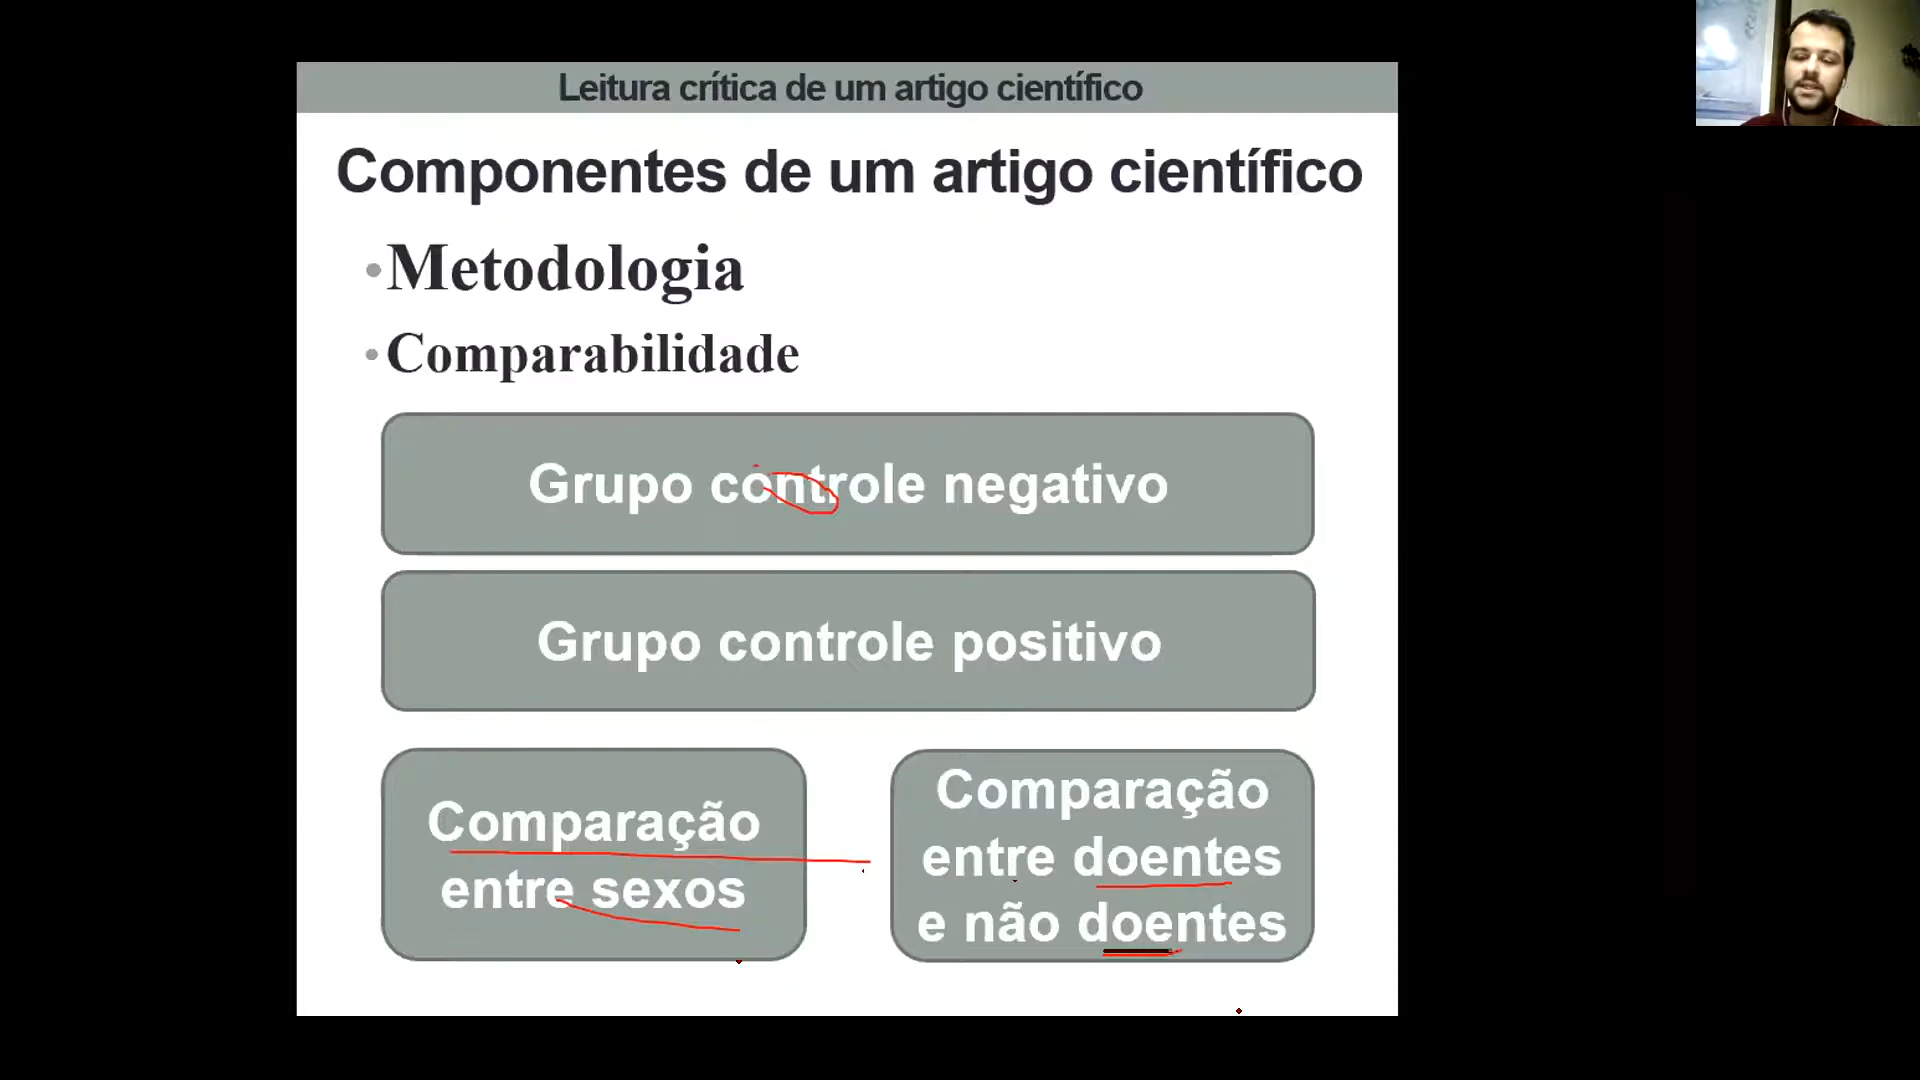 Leitura crítica de um artigo científico
Componentes de um artigo científico
•Metodologia
•Comparabilidade
Grupo controle negativo
Grupo controle positivo
Comparação
entre sexos
Comparação
entre doentes
e não doentes